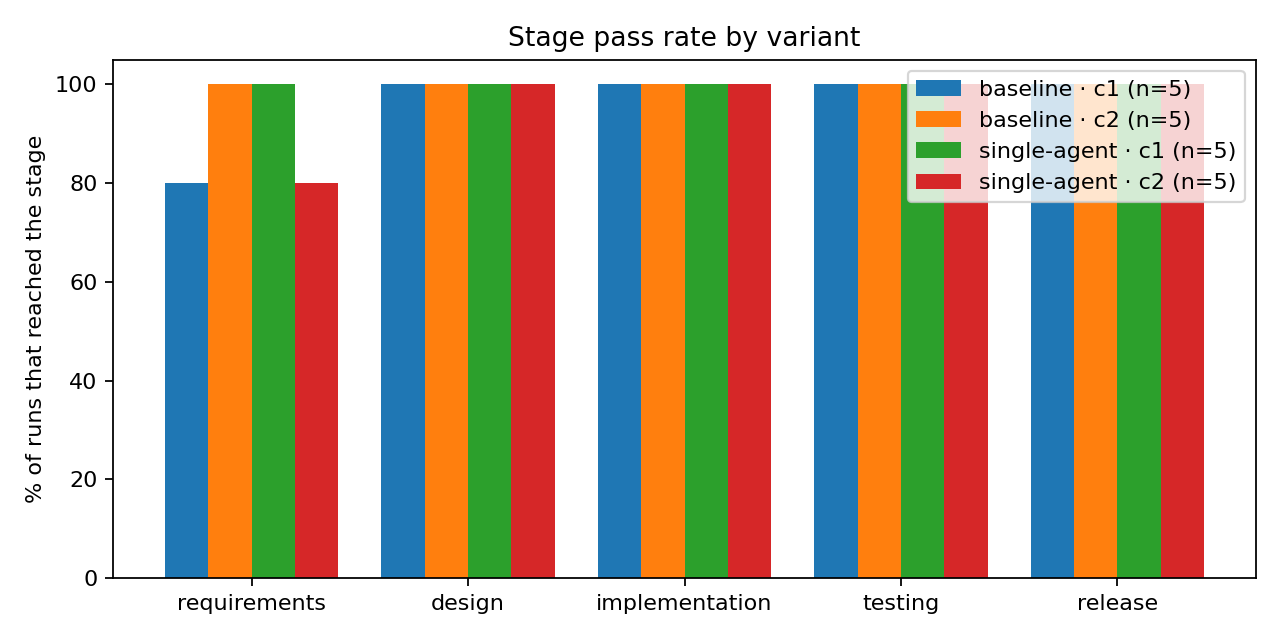 Stage pass rate by variant
% of runs that reached the stage
100
80
60
40
20
0
baseline · c1 (n=5)
baseline · c2 (n=5)
single-agent · c1 (n=5)
single-agent · c2 (n=5)
requirements design implementation testing release